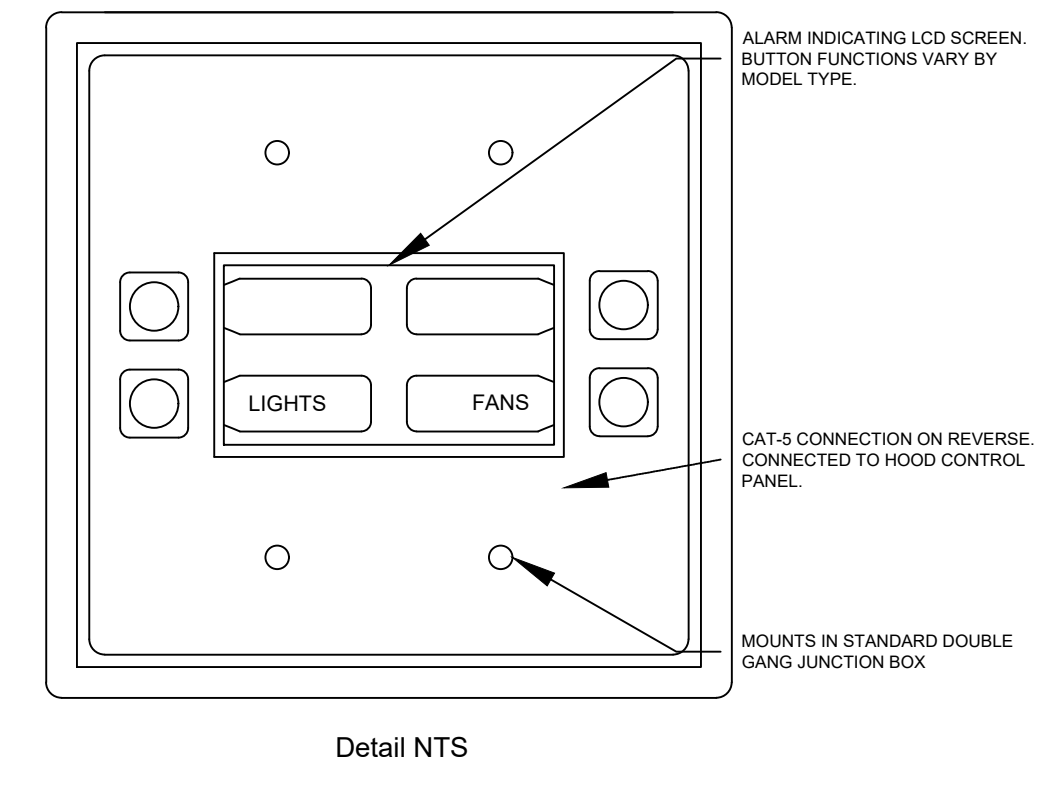 ALARM INDICATING LCD SCREEN.
BUTTON FUNCTIONS VARY BY
MODEL TYPE.
LIGHTS
FANS
CAT-5 CONNECTION ON REVERSE.
CONNECTED TO HOOD CONTROL
PANEL.
MOUNTS IN STANDARD DOUBLE
GANG JUNCTION BOX
Detail NTS